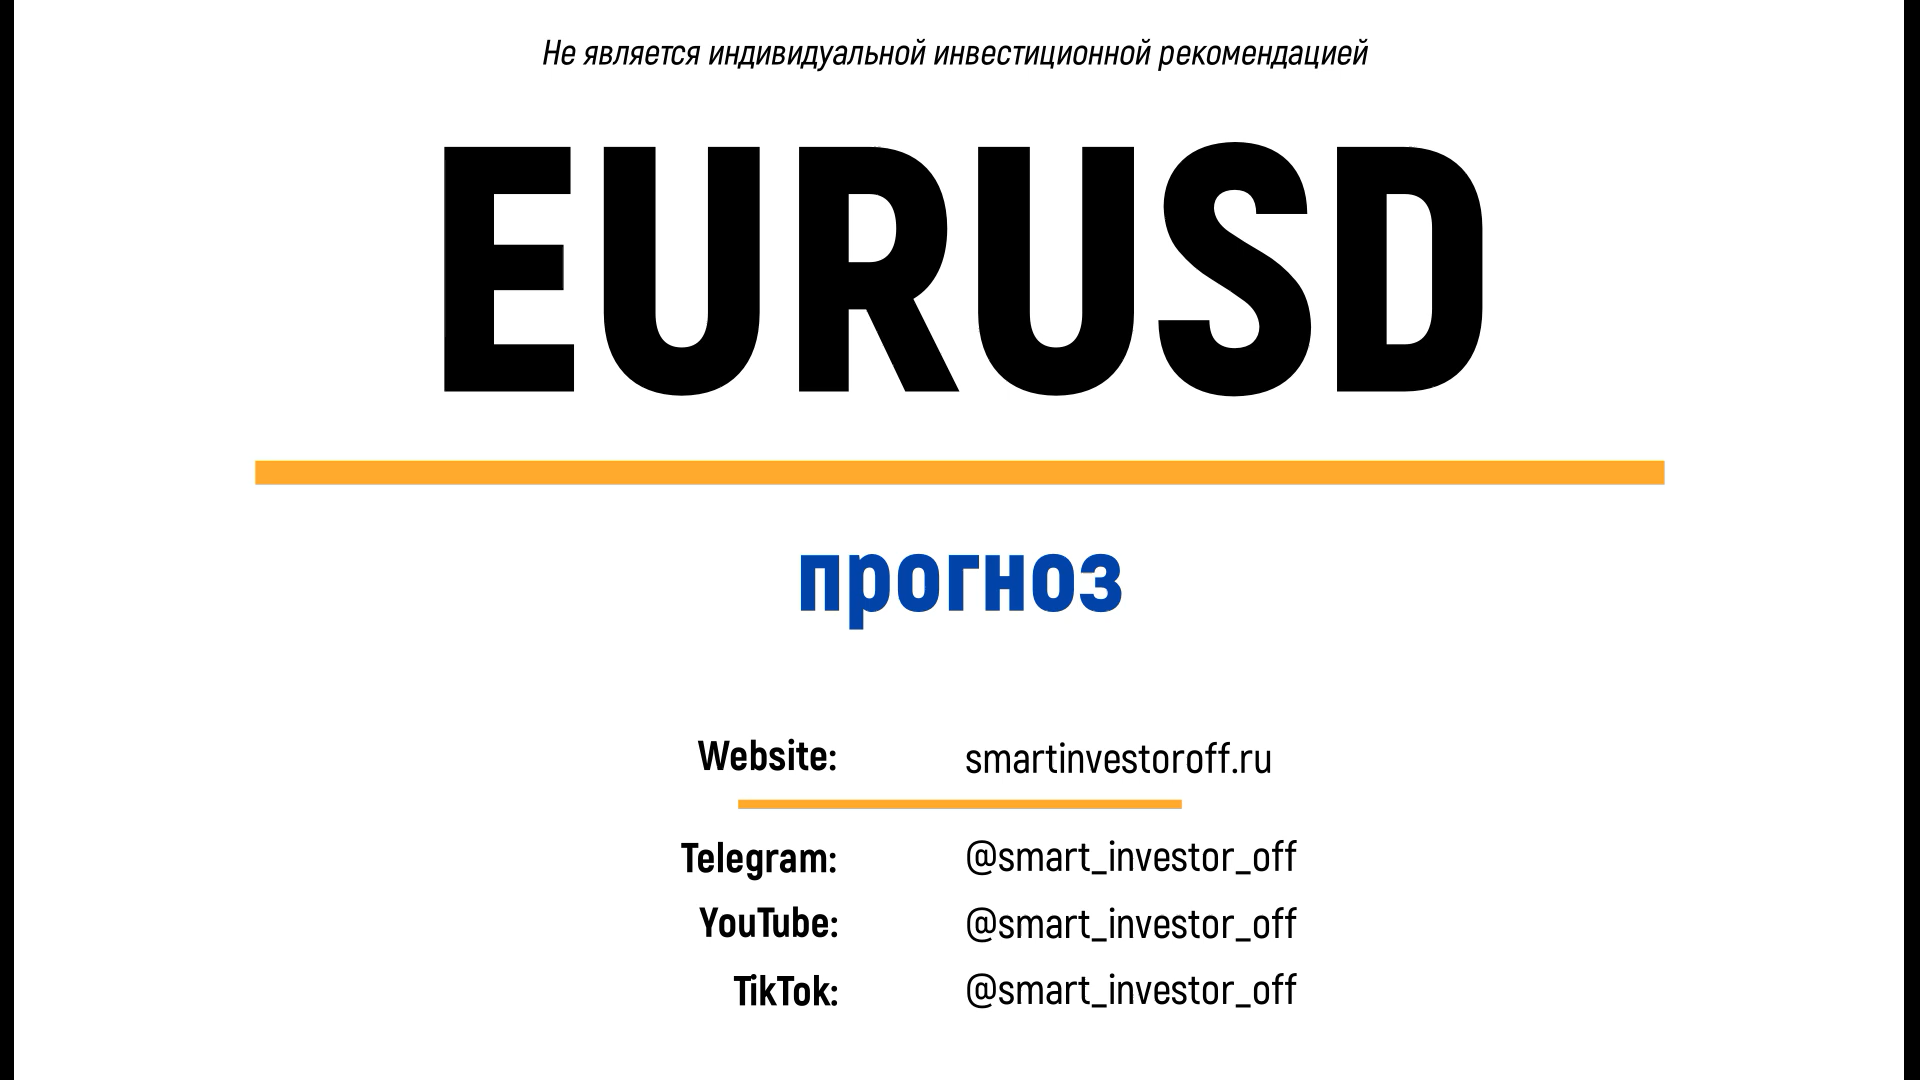 Не является индивидуальной инвестиционной рекомендацией
EURUSD
прогноз
Website: smartinvestoroff.ru
Telegram: @smart_investor_off
YouTube: @smart_investor_off
TikTok: @smart_investor_off